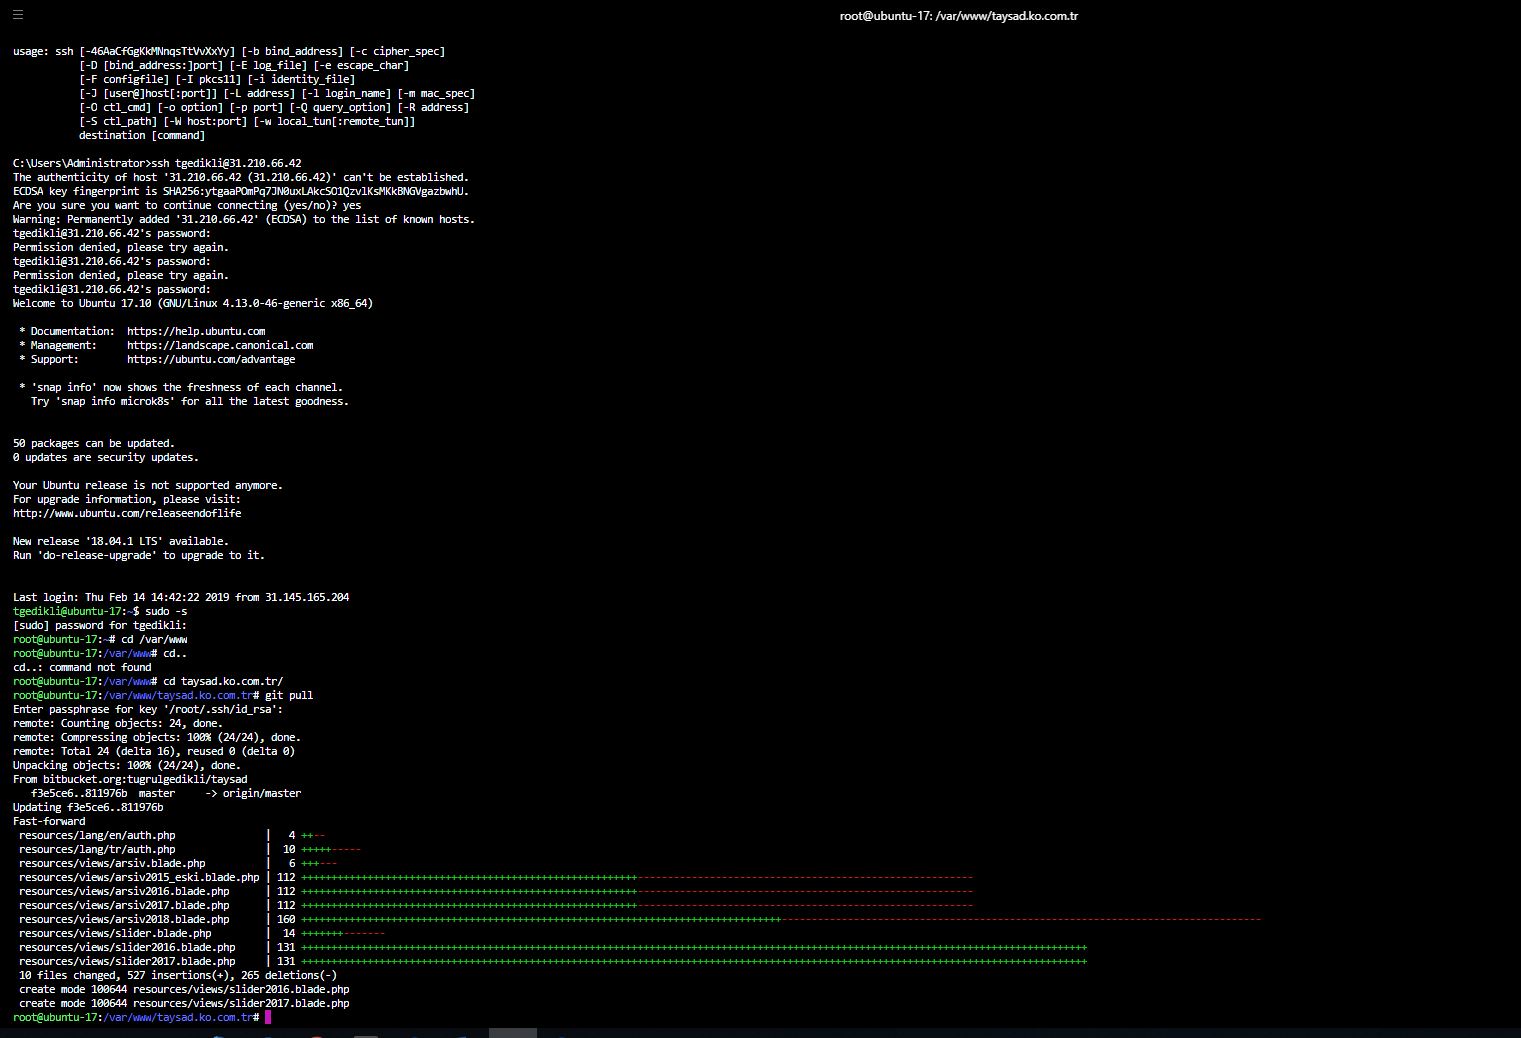 root@ubuntu-17: /var/www/taysad.ko.com.tr
usage: ssh [-46AaCfGgKkMNnqsTtVvXxYy] [-b bind_address] [-c cipher_spec]
[-D [bind_address:]port] [-E log_file] [-e escape_char]
[-F configfile] [-I pkcs11] [-i identity_file]
[-J [user@]host[:port]] [-L address] [-l login_name] [-m mac_spec]
[-O ctl_cmd] [-o option] [-p port] [-Q query_option] [-R address]
[-S ctl_path] [-W host:port] [-w local_tun[:remote_tun]]
destination [command]
C:\Users\Administrator>ssh tgedikli@31.210.66.42
The authenticity of host '31.210.66.42 (31.210.66.42)' can't be established.
ECDSA key fingerprint is SHA256:ytgaaPOmPq7JN0uxLAkcSO1QzvlKsMKkBNGVgazbwhU.
Are you sure you want to continue connecting (yes/no)? yes
Warning: Permanently added '31.210.66.42' (ECDSA) to the list of known hosts.
tgedikli@31.210.66.42's password:
Permission denied, please try again.
tgedikli@31.210.66.42's password:
Permission denied, please try again.
tgedikli@31.210.66.42's password:
Welcome to Ubuntu 17.10 (GNU/Linux 4.13.0-46-generic x86_64)
* Documentation:  https://help.ubuntu.com
* Management:     https://landscape.canonical.com
* Support:        https://ubuntu.com/advantage
* 'snap info' now shows the freshness of each channel.
Try 'snap info microk8s' for all the latest goodness.
50 packages can be updated.
0 updates are security updates.
Your Ubuntu release is not supported anymore.
For upgrade information, please visit:
http://www.ubuntu.com/releaseendoflife
New release '18.04.1 LTS' available.
Run 'do-release-upgrade' to upgrade to it.
Last login: Thu Feb 14 14:42:22 2019 from 31.145.165.204
tgedikli@ubuntu-17:~$ sudo -s
[sudo] password for tgedikli:
root@ubuntu-17:~# cd /var/www
root@ubuntu-17:/var/www# cd..
cd..: command not found
root@ubuntu-17:/var/www# cd taysad.ko.com.tr/
root@ubuntu-17:/var/www/taysad.ko.com.tr# git pull
Enter passphrase for key '/root/.ssh/id_rsa':
remote: Counting objects: 24, done.
remote: Compressing objects: 100% (24/24), done.
remote: Total 24 (delta 16), reused 0 (delta 0)
Unpacking objects: 100% (24/24), done.
From bitbucket.org:tugrulgedikli/taysad
f3e5ce6..811976b  master     -> origin/master
Updating f3e5ce6..811976b
Fast-forward
resources/lang/en/auth.php | 4 ++--
resources/lang/tr/auth.php | 10 +++++-----
resources/views/arsiv.blade.php | 6 +++---
resources/views/arsiv2015_eski.blade.php | 112 ++++++++++++++++++++++++++++++++++++++++++++++++++++++++--------------------------------------------------------
resources/views/arsiv2016.blade.php | 112 ++++++++++++++++++++++++++++++++++++++++++++++++++++++++--------------------------------------------------------
resources/views/arsiv2017.blade.php | 112 ++++++++++++++++++++++++++++++++++++++++++++++++++++++++--------------------------------------------------------
resources/views/arsiv2018.blade.php | 160 ++++++++++++++++++++++++++++++++++++++++++++++++++++++++++++++++++++++++++++++++--------------------------------------------------------------------------------
resources/views/slider.blade.php | 14 +++++++-------
resources/views/slider2016.blade.php | 131 +++++++++++++++++++++++++++++++++++++++++++++++++++++++++++++++++++++++++++++++++++++++++++++++++++++++++++++++++++++++++++++++++++
resources/views/slider2017.blade.php | 131 +++++++++++++++++++++++++++++++++++++++++++++++++++++++++++++++++++++++++++++++++++++++++++++++++++++++++++++++++++++++++++++++++++
10 files changed, 527 insertions(+), 265 deletions(-)
create mode 100644 resources/views/slider2016.blade.php
create mode 100644 resources/views/slider2017.blade.php
root@ubuntu-17:/var/www/taysad.ko.com.tr#